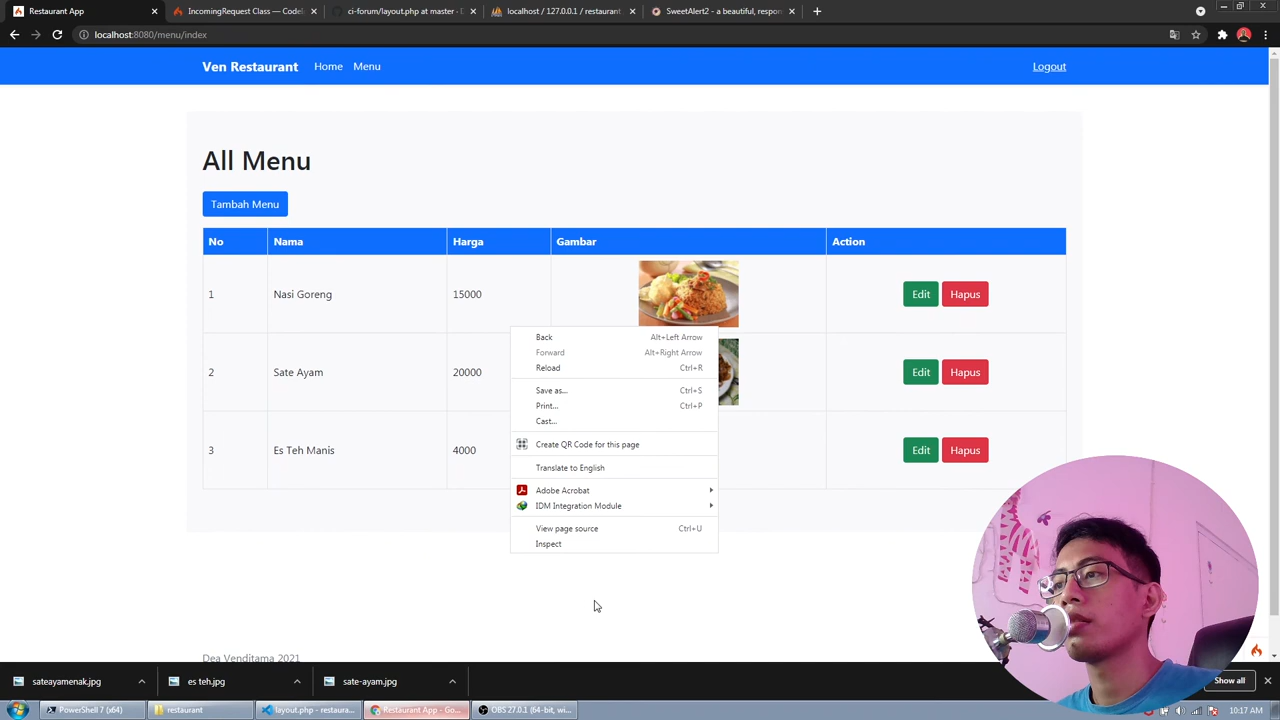 Restaurant App
IncomingRequest Class — CodeI
ci-forum/layout.php at master · D
localhost / 127.0.0.1 / restaurant
SweetAlert2 - a beautiful, respon
localhost:8080/menu/index
Ven Restaurant Home Menu Logout
All Menu
Tambah Menu
No Nama Harga Gambar Action
1 Nasi Goreng 15000 Edit Hapus
Back Alt+Left Arrow
Forward Alt+Right Arrow
Reload Ctrl+R
2 Sate Ayam 20000 Edit Hapus
Save as... Ctrl+S
Print... Ctrl+P
Cast...
Create QR Code for this page
3 Es Teh Manis 4000 Edit Hapus
Translate to English
Adobe Acrobat
IDM Integration Module
View page source Ctrl+U
Inspect
Dea Venditama 2021
sateayamenak.jpg es teh.jpg sate-ayam.jpg Show all
PowerShell 7 (x64) restaurant layout.php - restaura... Restaurant App - Go... OBS 27.0.1 (64-bit, wi... 10:17 AM